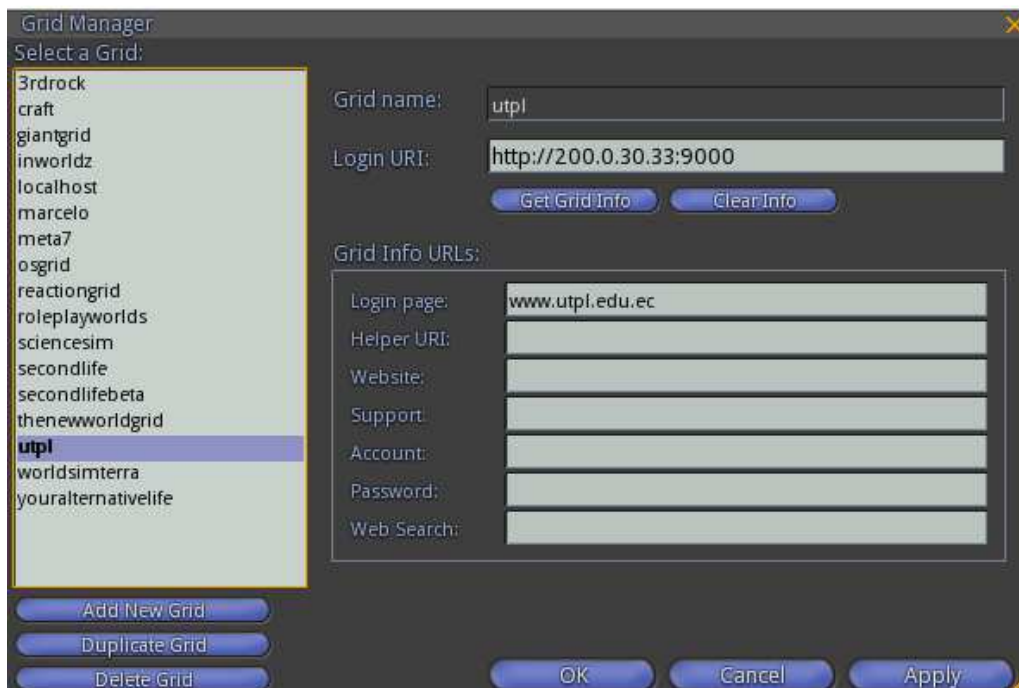 Grid Manager
Select a Grid:
3rdrock
craft
giantgrid
inworldz
localhost
marcelo
meta7
osgrid
reactiongrid
roleplayworlds
sciencesim
secondlife
secondlifebeta
thenewworldgrid
utpl
worldsimterra
youralternativelife
Add New Grid
Duplicate Grid
Delete Grid
Grid name: utpl
Login URI: http://200.0.30.33:9000
Get Grid Info Clear Info
Grid Info URLs:
Login page: www.utpl.edu.ec
Helper URI:
Website:
Support:
Account:
Password:
Web Search:
OK Cancel Apply